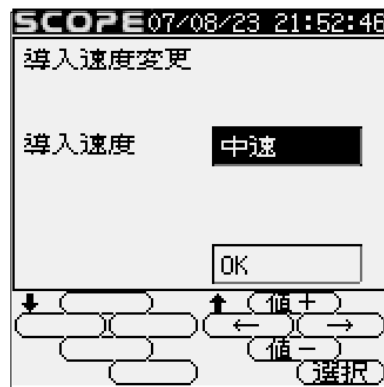 SCOPE 07/08/23 21:52:46
導入速度変更
導入速度 中速
OK
↓ ↑ 値+
← →
値-
選択